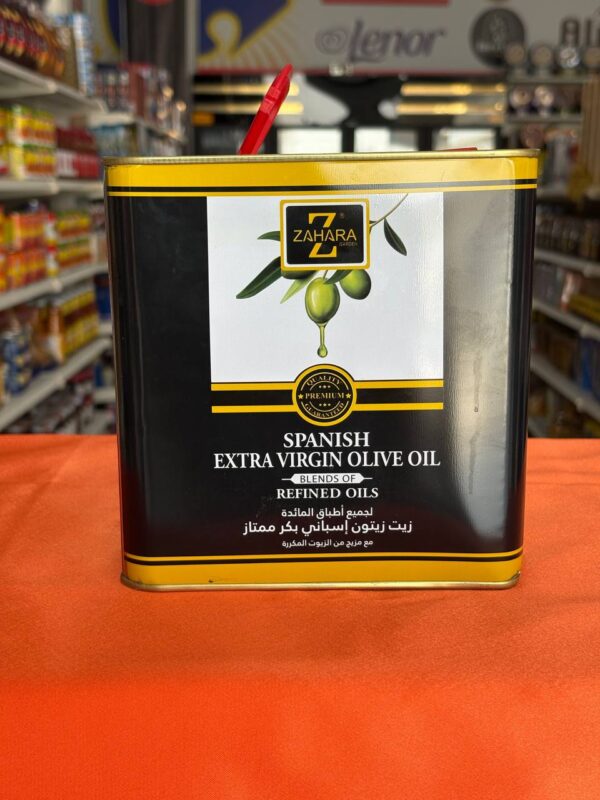 Lenor
Z ®
ZAHARA
GARDEN
QUALITY
PREMIUM
GUARANTEED
SPANISH
EXTRA VIRGIN OLIVE OIL
BLENDS OF
REFINED OILS
لجميع أطباق المائدة
زيت زيتون إسباني بكر ممتاز
مع مزيج من الزيوت المكررة